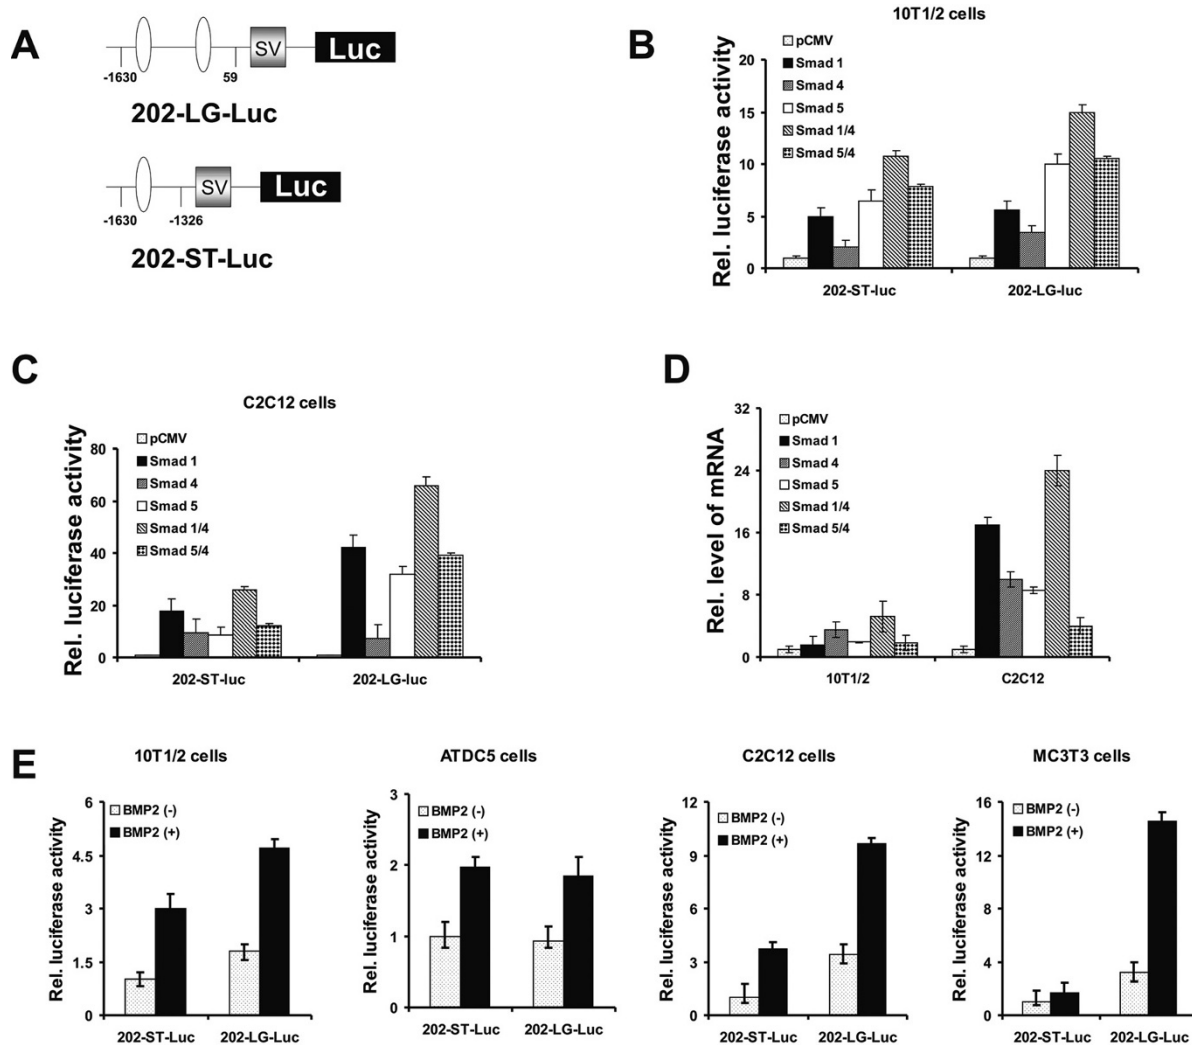 A
-1630
59
SV
Luc
202-LG-Luc
-1630
-1326
SV
Luc
202-ST-Luc
B
10T1/2 cells
Rel. luciferase activity
20
15
10
5
0
pCMV
Smad 1
Smad 4
Smad 5
Smad 1/4
Smad 5/4
202-ST-luc
202-LG-luc
C
C2C12 cells
Rel. luciferase activity
80
60
40
20
0
pCMV
Smad 1
Smad 4
Smad 5
Smad 1/4
Smad 5/4
202-ST-luc
202-LG-luc
D
Rel. level of mRNA
32
24
16
8
0
pCMV
Smad 1
Smad 4
Smad 5
Smad 1/4
Smad 5/4
10T1/2
C2C12
E
10T1/2 cells
Rel. luciferase activity
6
4.5
3
1.5
0
BMP2 (-)
BMP2 (+)
202-ST-Luc
202-LG-Luc
ATDC5 cells
Rel. luciferase activity
3
2
1
0
BMP2 (-)
BMP2 (+)
202-ST-Luc
202-LG-Luc
C2C12 cells
Rel. luciferase activity
12
9
6
3
0
BMP2 (-)
BMP2 (+)
202-ST-Luc
202-LG-Luc
MC3T3 cells
Rel. luciferase activity
16
12
8
4
0
BMP2 (-)
BMP2 (+)
202-ST-Luc
202-LG-Luc